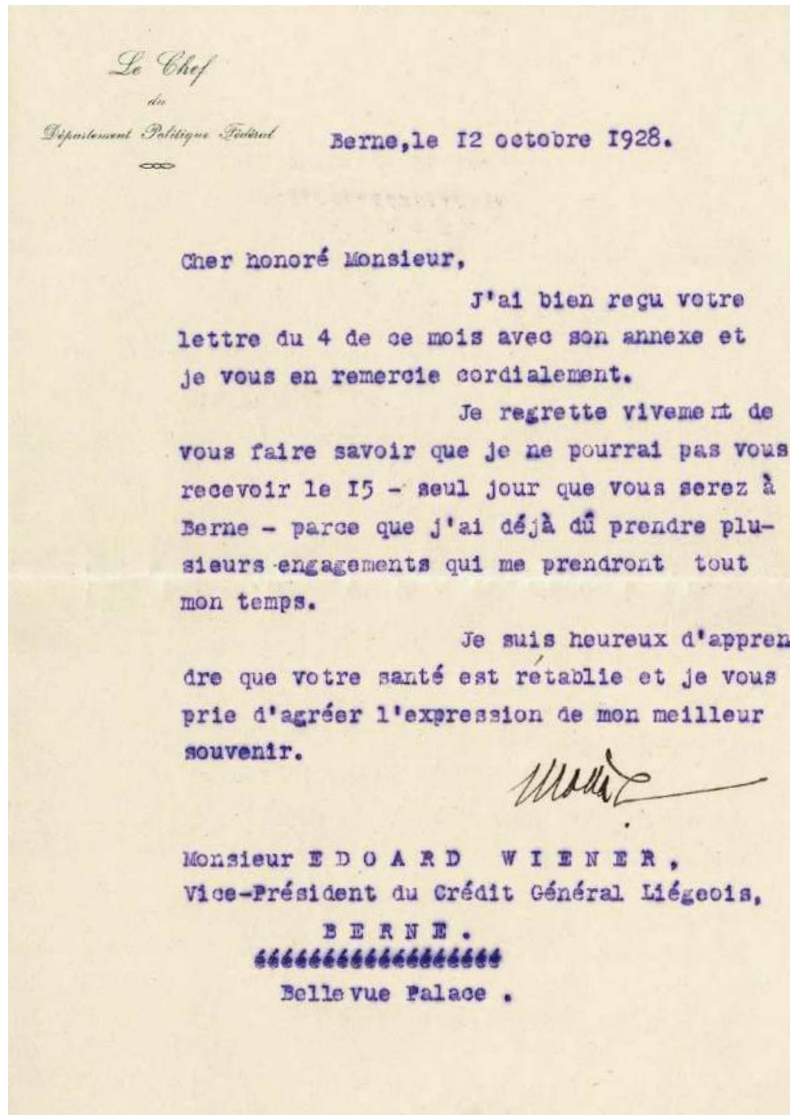 Le Chef
du
Département Politique Fédéral
Berne,le I2 octobre I928.
Cher honoré Monsieur,
J'ai bien reçu votre
lettre du 4 de ce mois avec son annexe et
je vous en remercie cordialement.
Je regrette vivement de
vous faire savoir que je ne pourrai pas vous
recevoir le I5 - seul jour que vous serez à
Berne - parce que j'ai déjà dû prendre plu-
sieurs engagements qui me prendront tout
mon temps.
Je suis heureux d'appren
dre que votre santé est rétablie et je vous
prie d'agréer l'expression de mon meilleur
souvenir.
Motta
Monsieur E D O A R D W I E N E R ,
Vice-Président du Crédit Général Liégeois,
B E R N E .
Bellevue Palace .